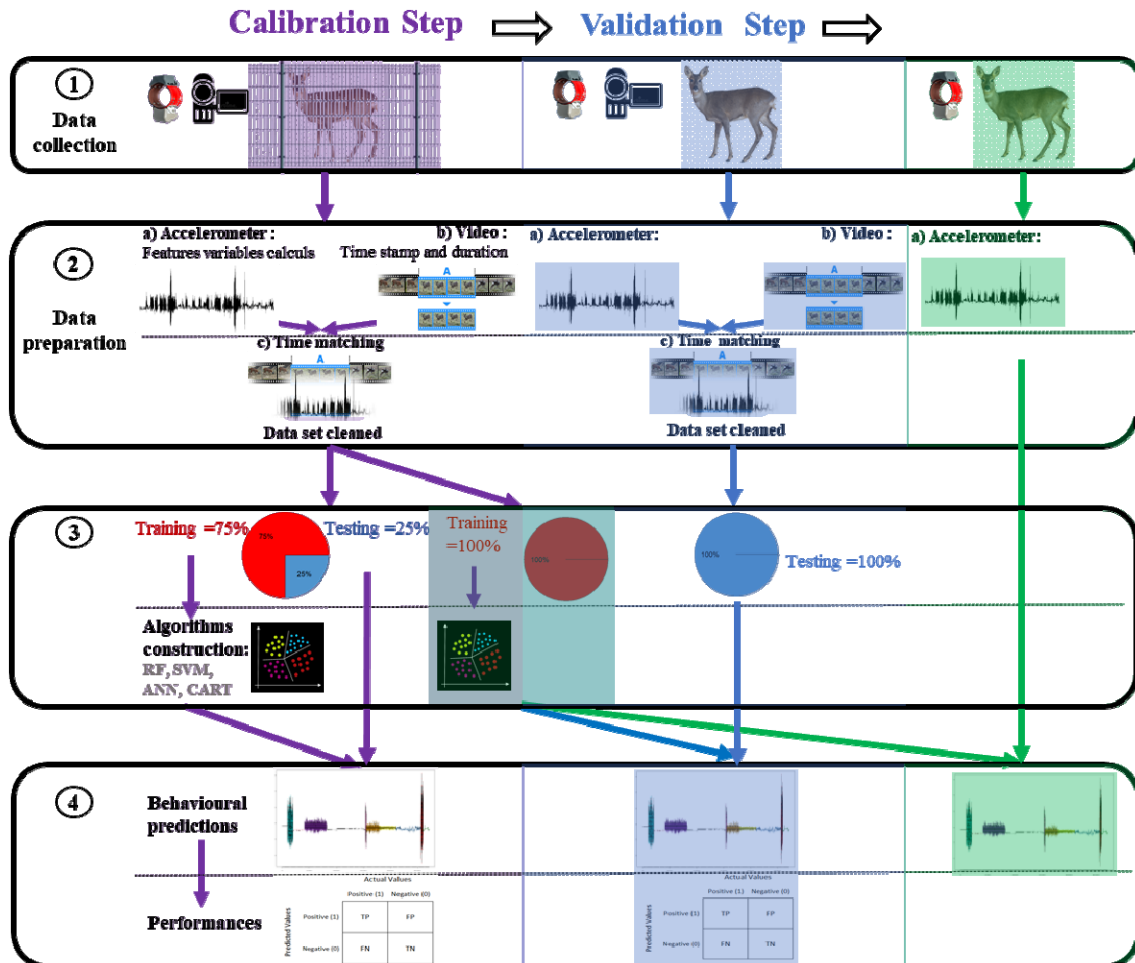 Calibration Step
Validation Step
1
Data
collection
2
Data
preparation
a) Accelerometer :
Features variables calculs
b) Video :
Time stamp and duration
A
c) Time matching
A
Data set cleaned
a) Accelerometer:
b) Video :
A
c) Time matching
A
Data set cleaned
a) Accelerometer:
3
Training =75%
75%
25%
Testing =25%
Training
=100%
100%
100%
Testing =100%
Algorithms
construction:
RF, SVM,
ANN, CART
4
Behavioural
predictions
Performances
Actual Values
Positive (1) Negative (0)
Predicted Values
Positive (1) TP FP
Negative (0) FN TN
Actual Values
Positive (1) Negative (0)
Predicted Values
Positive (1) TP FP
Negative (0) FN TN